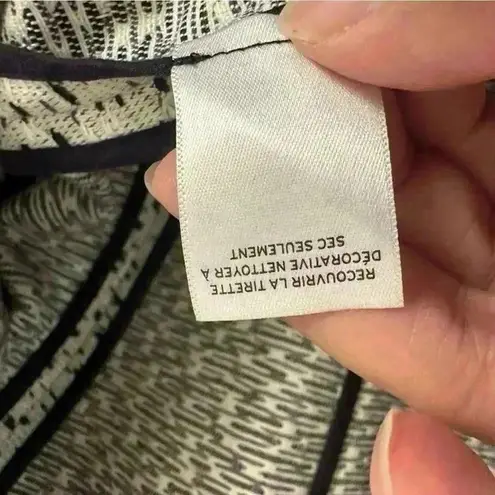 RECOUVRIR LA TIRETTE
DÉCORATIVE NETTOYER À
SEC SEULEMENT